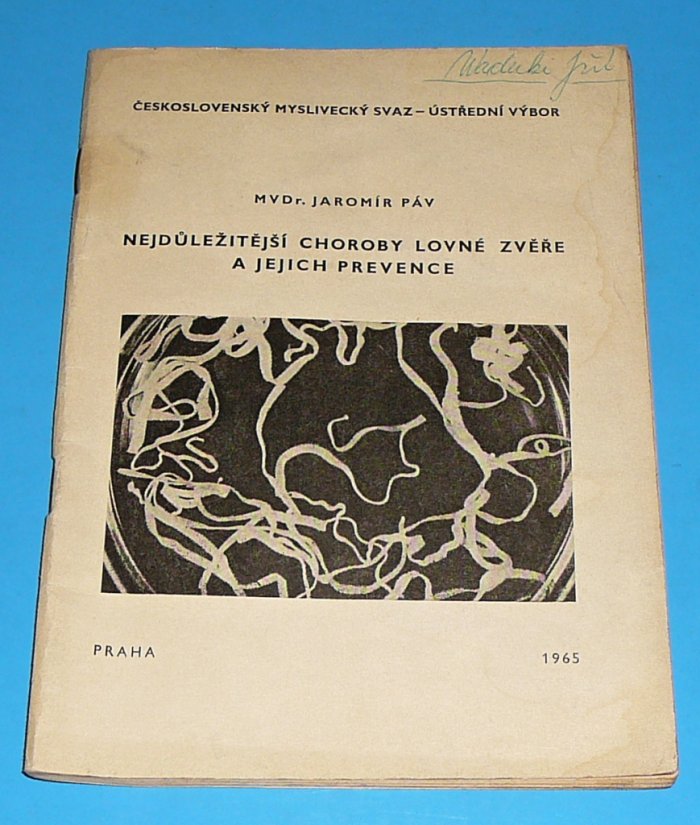 ČESKOSLOVENSKÝ MYSLIVECKÝ SVAZ – ÚSTŘEDNÍ VÝBOR
MVDr. JAROMÍR PÁV
NEJDŮLEŽITĚJŠÍ CHOROBY LOVNÉ ZVĚŘE
A JEJICH PREVENCE
PRAHA
1965